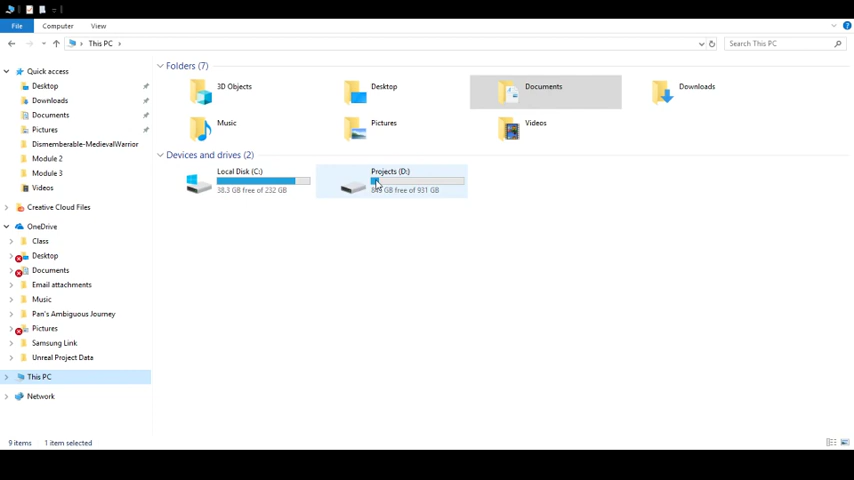 File Computer View
This PC
Search This PC
Quick access
Desktop
Downloads
Documents
Pictures
Dismemberable-MedievalWarrior
Module 2
Module 3
Videos
Creative Cloud Files
OneDrive
Class
Desktop
Documents
Email attachments
Music
Pan's Ambiguous Journey
Pictures
Samsung Link
Unreal Project Data
This PC
Network
Folders (7)
3D Objects
Desktop
Documents
Downloads
Music
Pictures
Videos
Devices and drives (2)
Local Disk (C:)
38.3 GB free of 232 GB
Projects (D:)
GB free of 931 GB
9 items 1 item selected